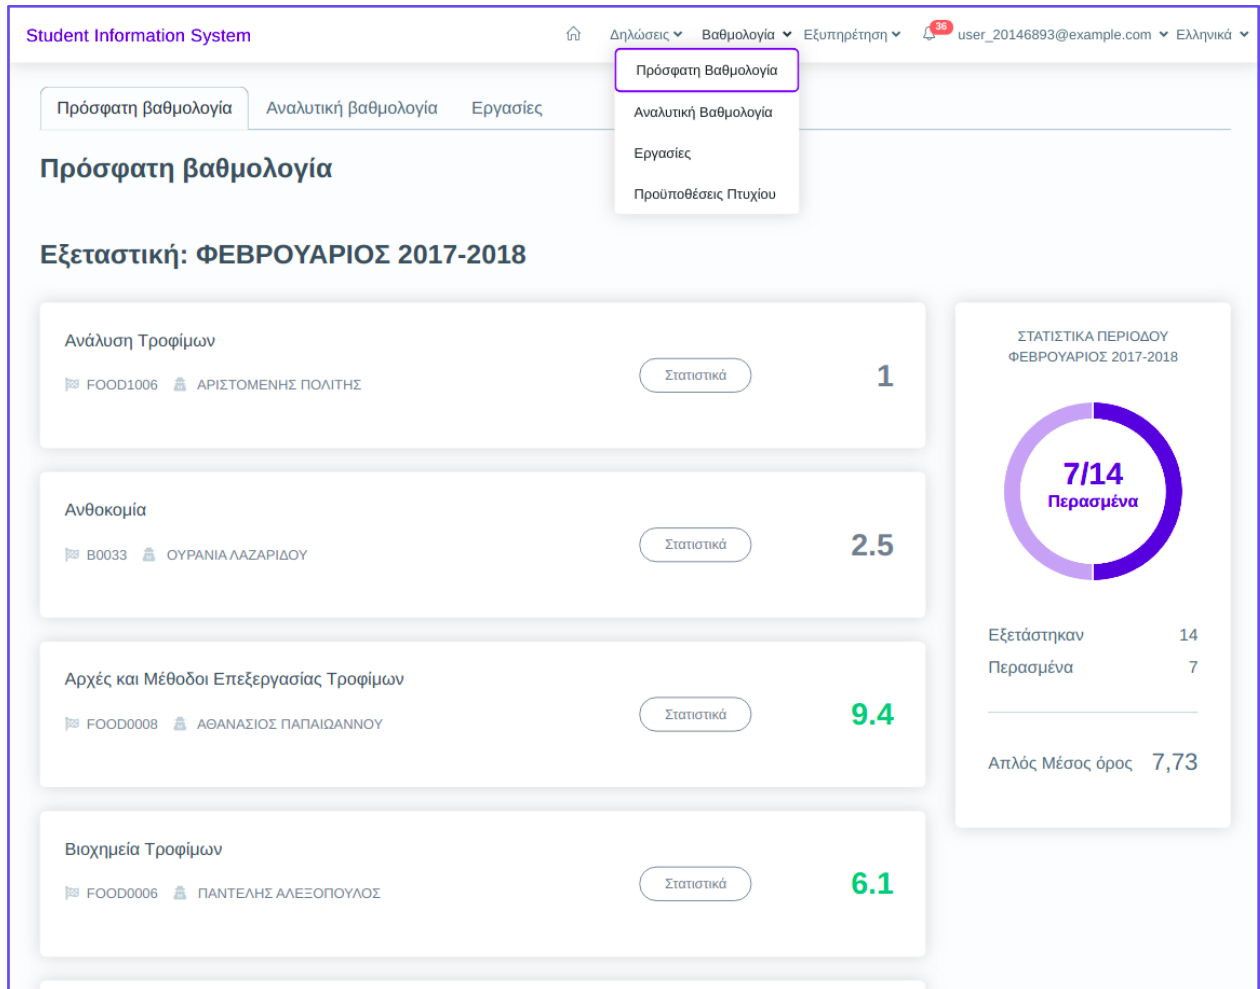 Student Information System
Δηλώσεις Βαθμολογία Εξυπηρέτηση 36 user_20146893@example.com Ελληνικά
Πρόσφατη Βαθμολογία
Αναλυτική Βαθμολογία
Εργασίες
Προϋποθέσεις Πτυχίου
Πρόσφατη βαθμολογία Αναλυτική βαθμολογία Εργασίες
Πρόσφατη βαθμολογία
Εξεταστική: ΦΕΒΡΟΥΑΡΙΟΣ 2017-2018
Ανάλυση Τροφίμων
FOOD1006 ΑΡΙΣΤΟΜΕΝΗΣ ΠΟΛΙΤΗΣ
Στατιστικά
1
Ανθοκομία
B0033 ΟΥΡΑΝΙΑ ΛΑΖΑΡΙΔΟΥ
Στατιστικά
2.5
Αρχές και Μέθοδοι Επεξεργασίας Τροφίμων
FOOD0008 ΑΘΑΝΑΣΙΟΣ ΠΑΠΑΙΩΑΝΝΟΥ
Στατιστικά
9.4
Βιοχημεία Τροφίμων
FOOD0006 ΠΑΝΤΕΛΗΣ ΑΛΕΞΟΠΟΥΛΟΣ
Στατιστικά
6.1
ΣΤΑΤΙΣΤΙΚΑ ΠΕΡΙΟΔΟΥ
ΦΕΒΡΟΥΑΡΙΟΣ 2017-2018
7/14
Περασμένα
Εξετάστηκαν 14
Περασμένα 7
Απλός Μέσος όρος 7,73